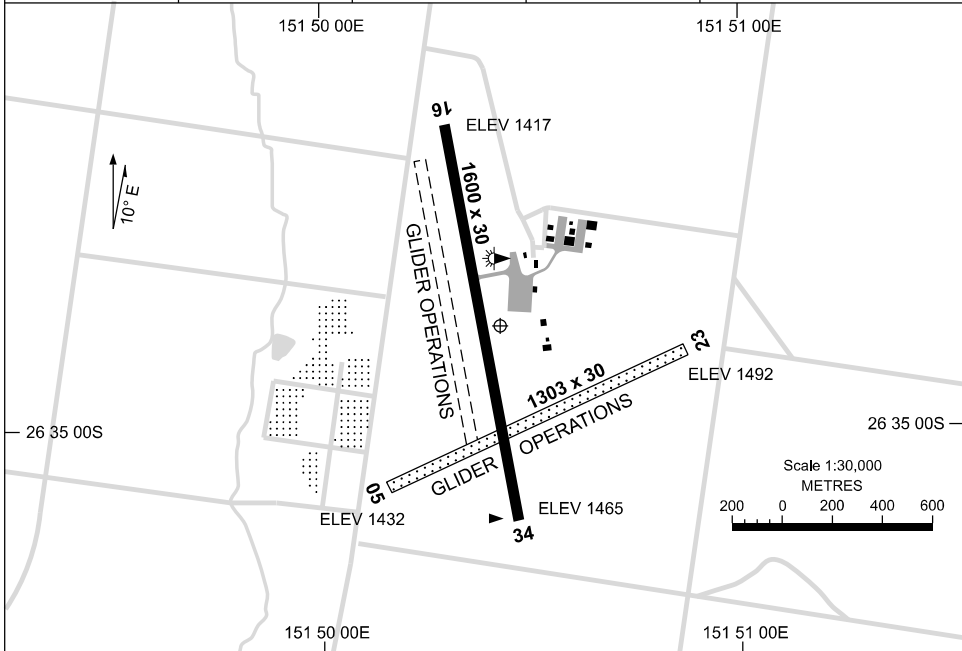 151 50 00E
151 51 00E
16
ELEV 1417
1600 x 30
10° E
GLIDER OPERATIONS
23
ELEV 1492
1303 x 30
GLIDER OPERATIONS
26 35 00S
26 35 00S
05
ELEV 1432
ELEV 1465
34
Scale 1:30,000
METRES
200 0 200 400 600
151 50 00E
151 51 00E